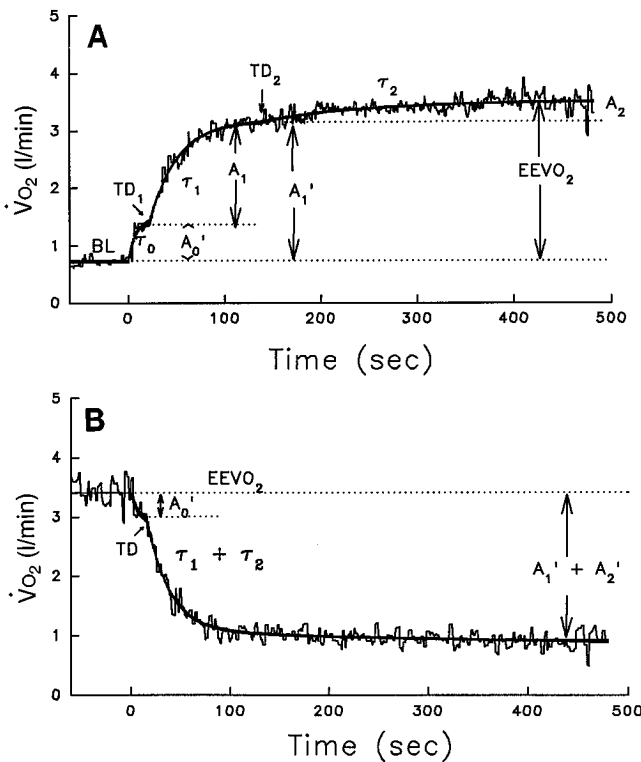 A
V̇O₂ (l/min)
5
4
3
2
1
0
TD₂
τ₂
A₂
TD₁
τ₁
A₁
A₁'
EEVO₂
BL
τ₀
A₀'
0 100 200 300 400 500
Time (sec)
B
V̇O₂ (l/min)
5
4
3
2
1
0
EEVO₂
A₀'
TD
τ₁ + τ₂
A₁' + A₂'
0 100 200 300 400 500
Time (sec)